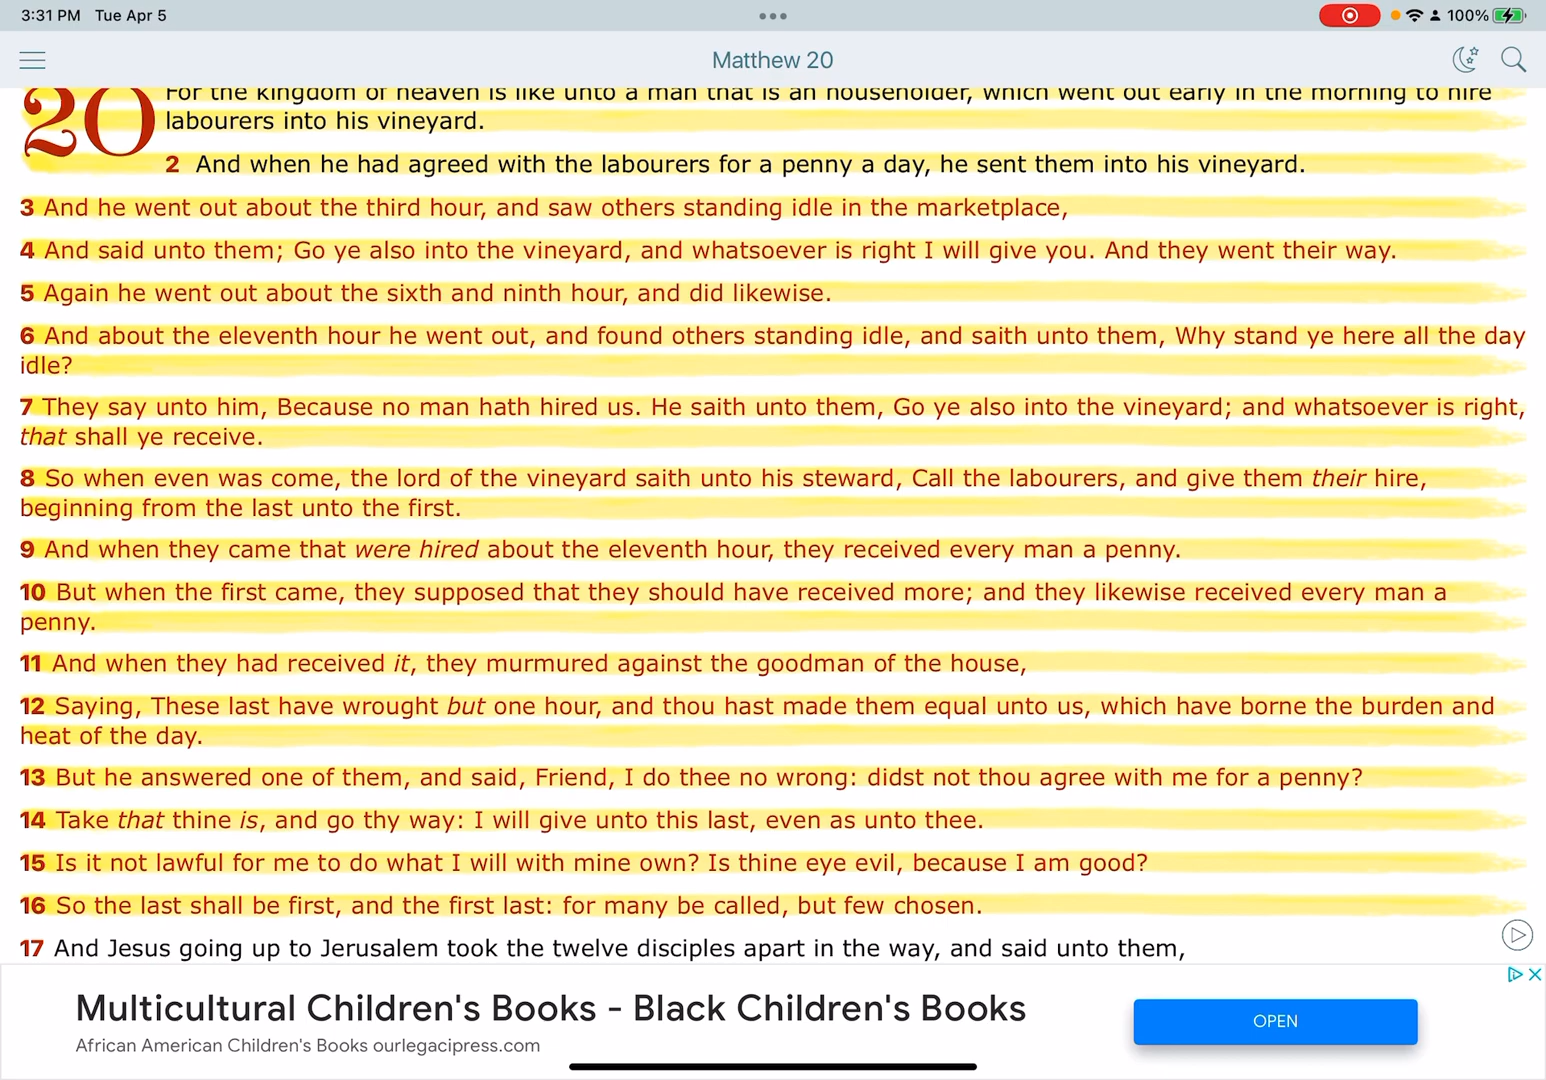 3:31 PM Tue Apr 5
100%
Matthew 20
20 For the kingdom of heaven is like unto a man that is an householder, which went out early in the morning to hire
labourers into his vineyard.
2 And when he had agreed with the labourers for a penny a day, he sent them into his vineyard.
3 And he went out about the third hour, and saw others standing idle in the marketplace,
4 And said unto them; Go ye also into the vineyard, and whatsoever is right I will give you. And they went their way.
5 Again he went out about the sixth and ninth hour, and did likewise.
6 And about the eleventh hour he went out, and found others standing idle, and saith unto them, Why stand ye here all the day
idle?
7 They say unto him, Because no man hath hired us. He saith unto them, Go ye also into the vineyard; and whatsoever is right,
that shall ye receive.
8 So when even was come, the lord of the vineyard saith unto his steward, Call the labourers, and give them their hire,
beginning from the last unto the first.
9 And when they came that were hired about the eleventh hour, they received every man a penny.
10 But when the first came, they supposed that they should have received more; and they likewise received every man a
penny.
11 And when they had received it, they murmured against the goodman of the house,
12 Saying, These last have wrought but one hour, and thou hast made them equal unto us, which have borne the burden and
heat of the day.
13 But he answered one of them, and said, Friend, I do thee no wrong: didst not thou agree with me for a penny?
14 Take that thine is, and go thy way: I will give unto this last, even as unto thee.
15 Is it not lawful for me to do what I will with mine own? Is thine eye evil, because I am good?
16 So the last shall be first, and the first last: for many be called, but few chosen.
17 And Jesus going up to Jerusalem took the twelve disciples apart in the way, and said unto them,
Multicultural Children's Books - Black Children's Books
African American Children's Books ourlegacipress.com
OPEN